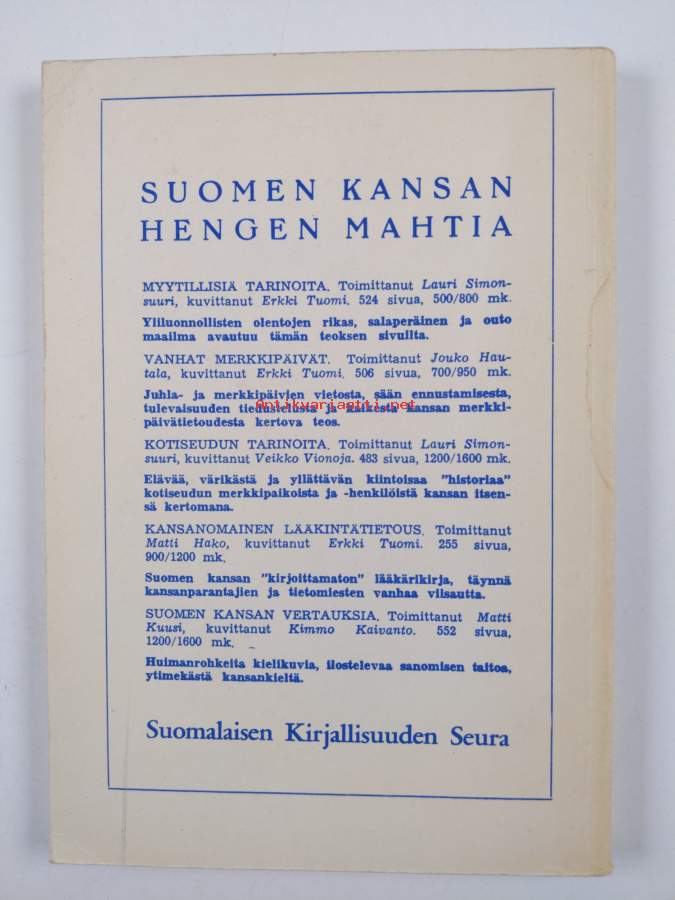 SUOMEN KANSAN
HENGEN MAHTIA
MYYTILLISIÄ TARINOITA. Toimittanut Lauri Simon-
suuri, kuvittanut Erkki Tuomi. 524 sivua, 500/800 mk.
Yliluonnollisten olentojen rikas, salaperäinen ja outo
maailma avautuu tämän teoksen sivuilta.
VANHAT MERKKIPÄIVÄT. Toimittanut Jouko Hau-
tala, kuvittanut Erkki Tuomi. 506 sivua, 700/950 mk.
Juhla- ja merkkipäivien vietosta, sään ennustamisesta,
Antikvariaatti.net
tulevaisuuden tiedustelusta ja kaikesta kansan merkki-
päivätietoudesta kertova teos.
KOTISEUDUN TARINOITA. Toimittanut Lauri Simon-
suuri, kuvittanut Veikko Vionoja. 483 sivua, 1200/1600 mk.
Elävää, värikästä ja yllättävän kiintoisaa "historiaa"
kotiseudun merkkipaikoista ja -henkilöistä kansan itsen-
sä kertomana.
KANSANOMAINEN LÄÄKINTÄTIETOUS. Toimittanut
Matti Hako, kuvittanut Erkki Tuomi. 255 sivua,
900/1200 mk.
Suomen kansan "kirjoittamaton" lääkärikirja, täynnä
kansanparantajien ja tietomiesten vanhaa viisautta.
SUOMEN KANSAN VERTAUKSIA. Toimittanut Matti
Kuusi, kuvittanut Kimmo Kaivanto. 552 sivua,
1200/1600 mk.
Huimanrohkeita kielikuvia, ilostelevaa sanomisen taitoa,
ytimekästä kansankieltä.
Suomalaisen Kirjallisuuden Seura